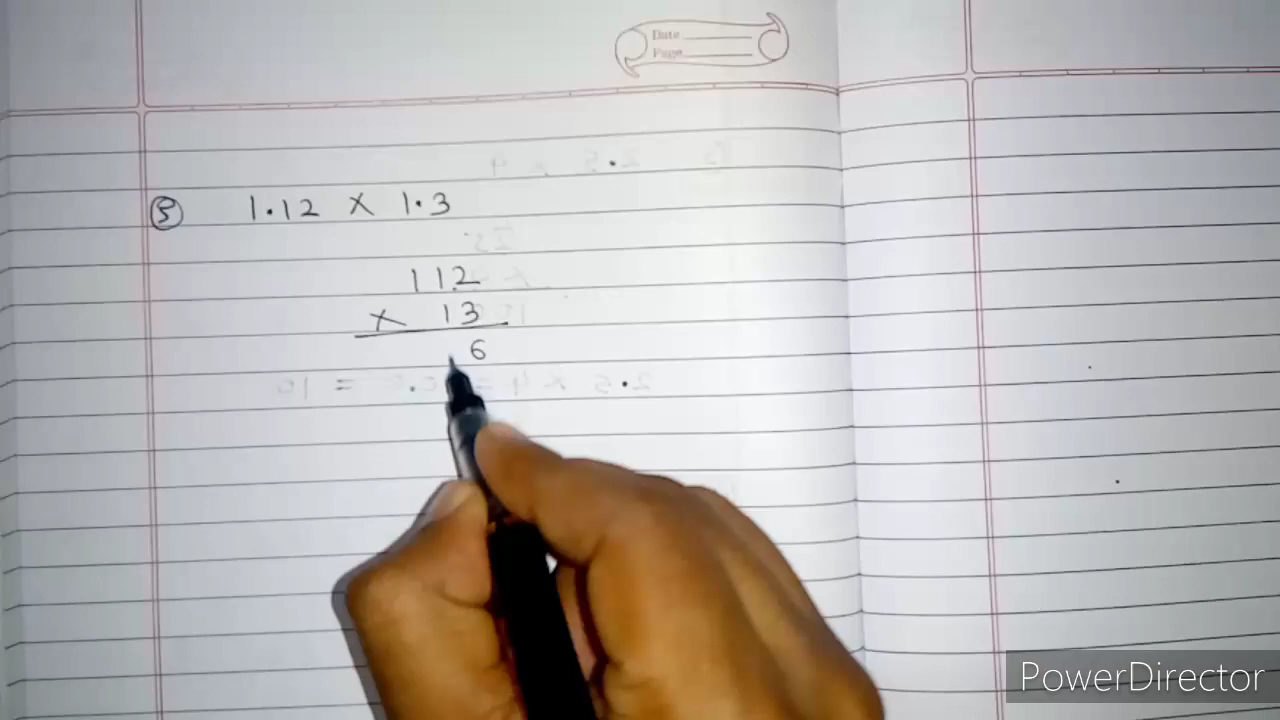 Date
Page
5 1.12 × 1.3
112
× 13
6
PowerDirector